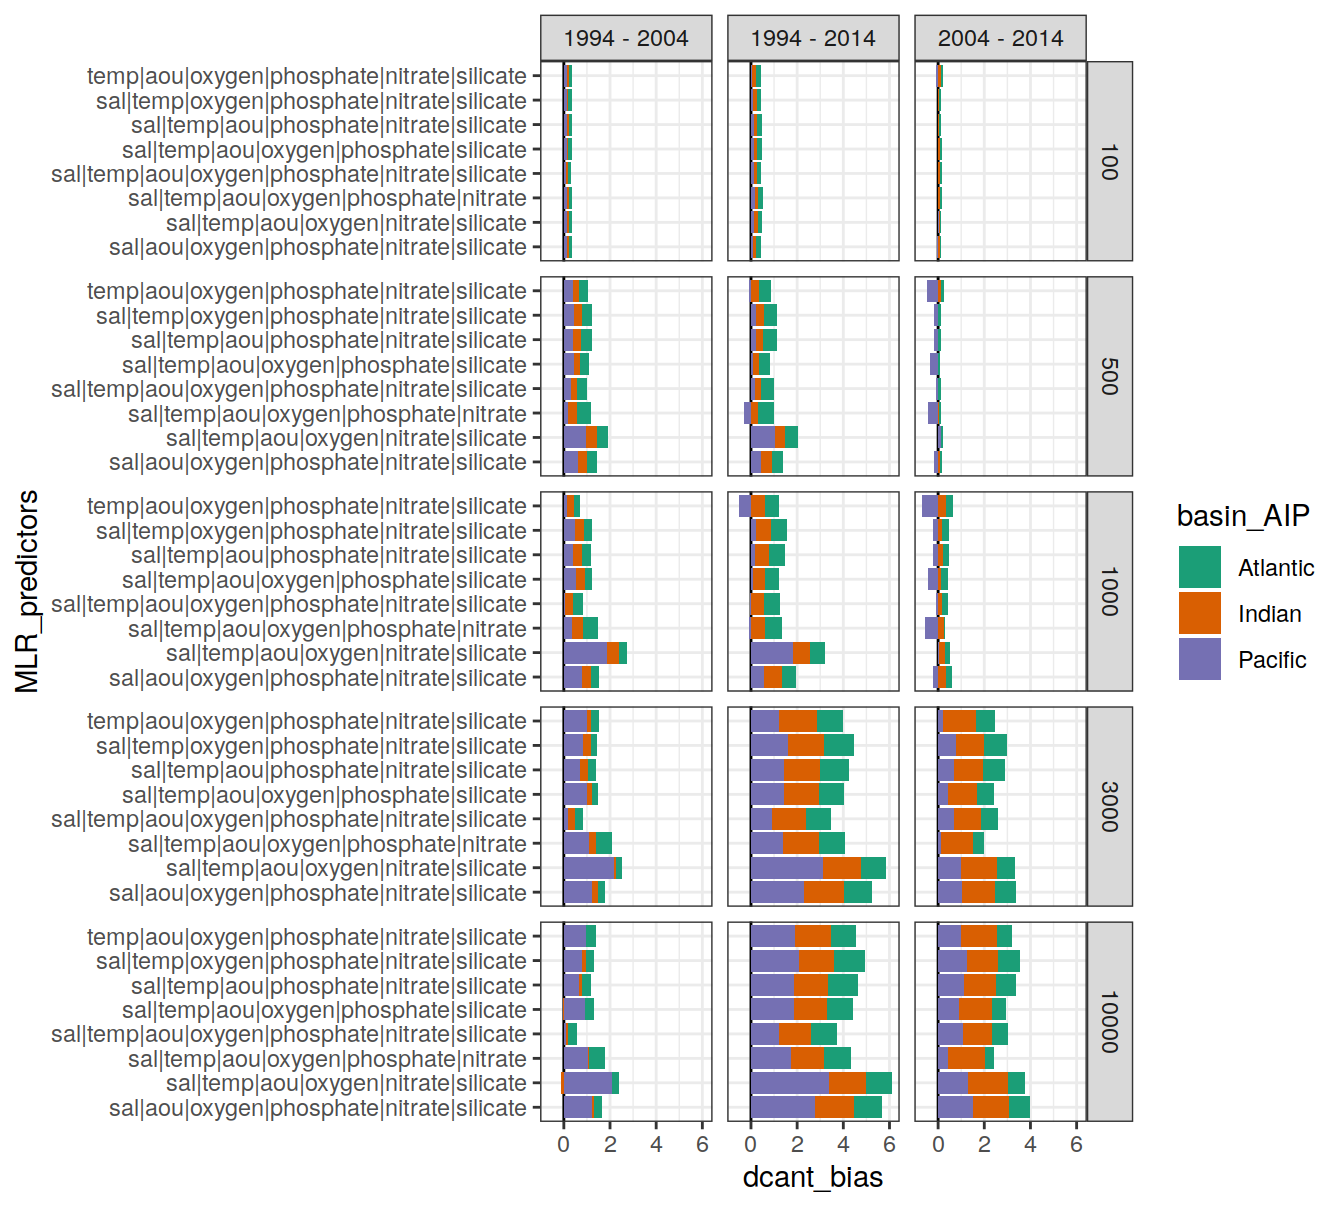 1994 - 2004
1994 - 2014
2004 - 2014
temp|aou|oxygen|phosphate|nitrate|silicate
sal|temp|oxygen|phosphate|nitrate|silicate
sal|temp|aou|phosphate|nitrate|silicate
sal|temp|aou|oxygen|phosphate|silicate
sal|temp|aou|oxygen|phosphate|nitrate|silicate
sal|temp|aou|oxygen|phosphate|nitrate
sal|temp|aou|oxygen|nitrate|silicate
sal|aou|oxygen|phosphate|nitrate|silicate
100
temp|aou|oxygen|phosphate|nitrate|silicate
sal|temp|oxygen|phosphate|nitrate|silicate
sal|temp|aou|phosphate|nitrate|silicate
sal|temp|aou|oxygen|phosphate|silicate
sal|temp|aou|oxygen|phosphate|nitrate|silicate
sal|temp|aou|oxygen|phosphate|nitrate
sal|temp|aou|oxygen|nitrate|silicate
sal|aou|oxygen|phosphate|nitrate|silicate
500
temp|aou|oxygen|phosphate|nitrate|silicate
sal|temp|oxygen|phosphate|nitrate|silicate
sal|temp|aou|phosphate|nitrate|silicate
sal|temp|aou|oxygen|phosphate|silicate
sal|temp|aou|oxygen|phosphate|nitrate|silicate
sal|temp|aou|oxygen|phosphate|nitrate
sal|temp|aou|oxygen|nitrate|silicate
sal|aou|oxygen|phosphate|nitrate|silicate
1000
temp|aou|oxygen|phosphate|nitrate|silicate
sal|temp|oxygen|phosphate|nitrate|silicate
sal|temp|aou|phosphate|nitrate|silicate
sal|temp|aou|oxygen|phosphate|silicate
sal|temp|aou|oxygen|phosphate|nitrate|silicate
sal|temp|aou|oxygen|phosphate|nitrate
sal|temp|aou|oxygen|nitrate|silicate
sal|aou|oxygen|phosphate|nitrate|silicate
3000
temp|aou|oxygen|phosphate|nitrate|silicate
sal|temp|oxygen|phosphate|nitrate|silicate
sal|temp|aou|phosphate|nitrate|silicate
sal|temp|aou|oxygen|phosphate|silicate
sal|temp|aou|oxygen|phosphate|nitrate|silicate
sal|temp|aou|oxygen|phosphate|nitrate
sal|temp|aou|oxygen|nitrate|silicate
sal|aou|oxygen|phosphate|nitrate|silicate
10000
0 2 4 6
0 2 4 6
0 2 4 6
dcant_bias
MLR_predictors
basin_AIP
Atlantic
Indian
Pacific